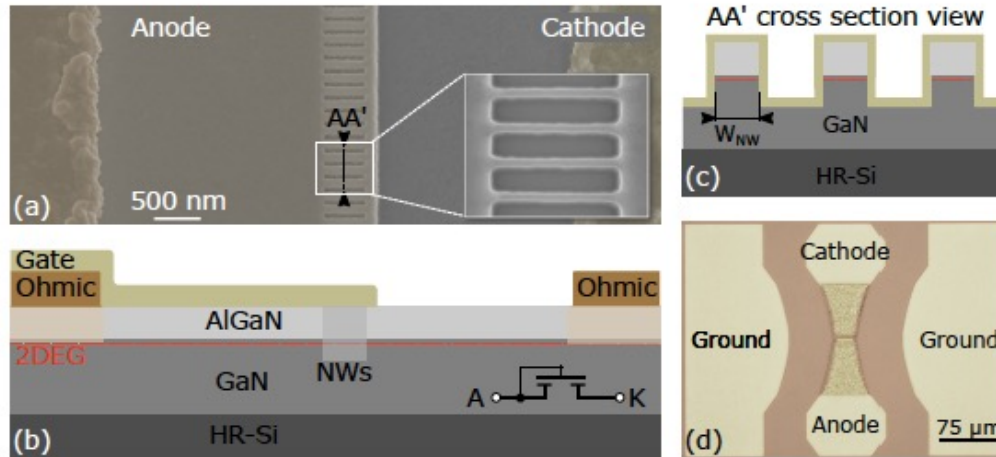 Anode
Cathode
AA'
500 nm
(a)
Gate
Ohmic
Ohmic
AlGaN
2DEG
NWs
GaN
A
K
HR-Si
(b)
AA' cross section view
W_NW
GaN
HR-Si
(c)
Cathode
Ground
Ground
Anode
75 μm
(d)